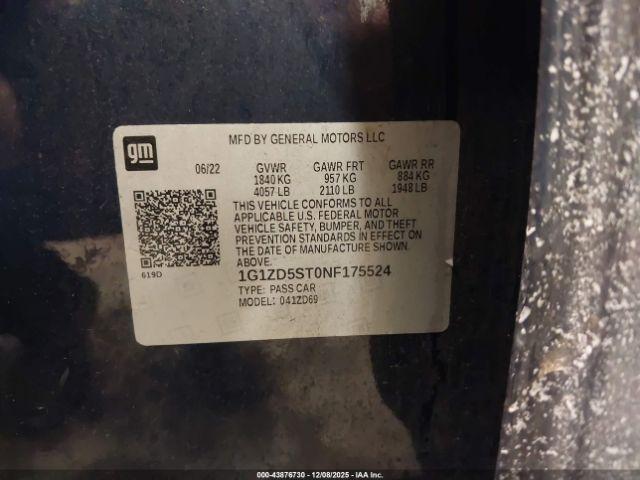 gm
MFD BY GENERAL MOTORS LLC
06/22 GVWR GAWR FRT GAWR RR
1840 KG 957 KG 884 KG
4057 LB 2110 LB 1948 LB
THIS VEHICLE CONFORMS TO ALL
APPLICABLE U.S. FEDERAL MOTOR
VEHICLE SAFETY, BUMPER, AND THEFT
PREVENTION STANDARDS IN EFFECT ON
THE DATE OF MANUFACTURE SHOWN
ABOVE.
619D
1G1ZD5ST0NF175524
TYPE: PASS CAR
MODEL: 041ZD69
000-43876730 - 12/08/2025 - IAA Inc.